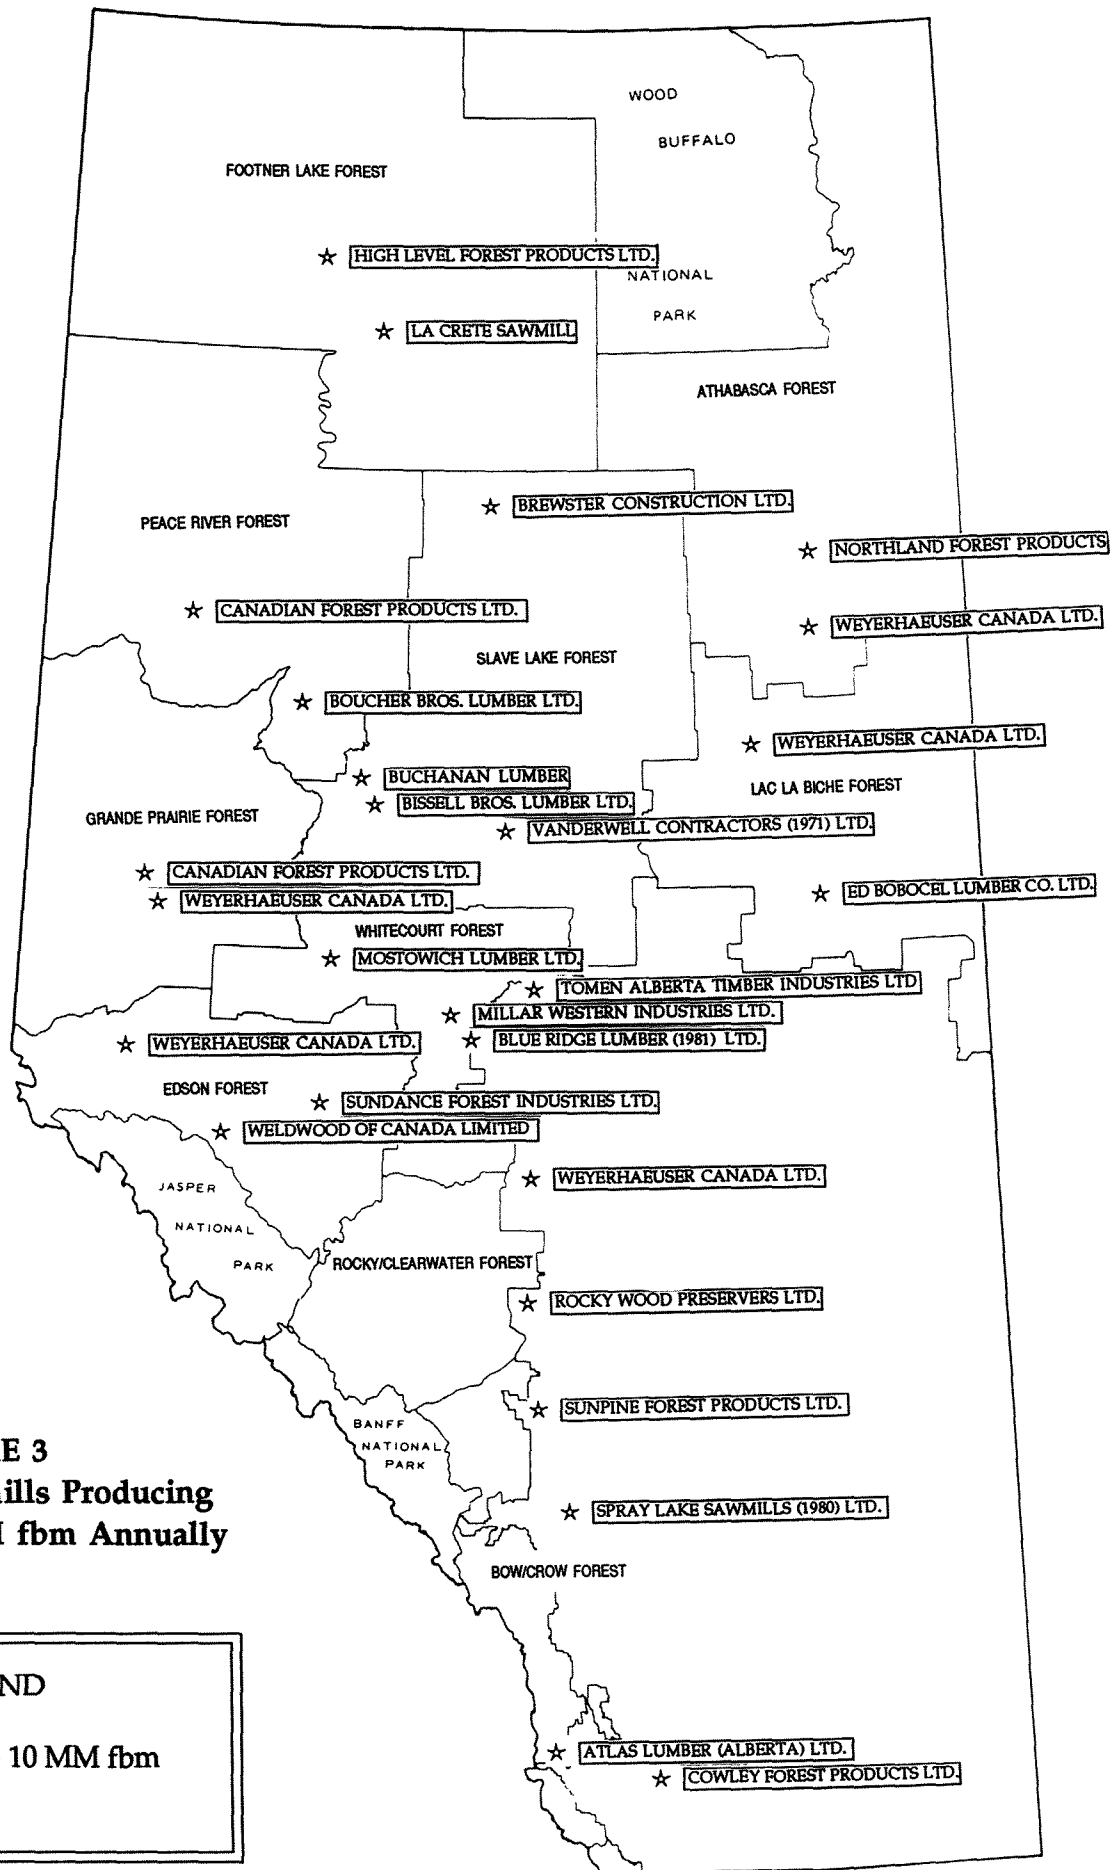 WOOD
BUFFALO
FOOTNER LAKE FOREST
HIGH LEVEL FOREST PRODUCTS LTD.
NATIONAL
PARK
LA CRETE SAWMILL
ATHABASCA FOREST
BREWSTER CONSTRUCTION LTD.
PEACE RIVER FOREST
NORTHLAND FOREST PRODUCTS
CANADIAN FOREST PRODUCTS LTD.
WEYERHAEUSER CANADA LTD.
SLAVE LAKE FOREST
BOUCHER BROS. LUMBER LTD.
WEYERHAEUSER CANADA LTD.
BUCHANAN LUMBER
LAC LA BICHE FOREST
BISSELL BROS. LUMBER LTD.
GRANDE PRAIRIE FOREST
VANDERWELL CONTRACTORS (1971) LTD.
CANADIAN FOREST PRODUCTS LTD.
ED BOBOCEL LUMBER CO. LTD.
WEYERHAEUSER CANADA LTD.
WHITECOURT FOREST
MOSTOWICH LUMBER LTD.
TOMEN ALBERTA TIMBER INDUSTRIES LTD
MILLAR WESTERN INDUSTRIES LTD.
BLUE RIDGE LUMBER (1981) LTD.
WEYERHAEUSER CANADA LTD.
EDSON FOREST
SUNDANCE FOREST INDUSTRIES LTD.
WELDWOOD OF CANADA LIMITED
WEYERHAEUSER CANADA LTD.
JASPER
NATIONAL
PARK
ROCKY/CLEARWATER FOREST
ROCKY WOOD PRESERVERS LTD.
SUNPINE FOREST PRODUCTS LTD.
BANFF
NATIONAL
PARK
E 3
ills Producing
fbm Annually
SPRAY LAKE SAWMILLS (1980) LTD.
BOW/CROW FOREST
ND
10 MM fbm
ATLAS LUMBER (ALBERTA) LTD.
COWLEY FOREST PRODUCTS LTD.